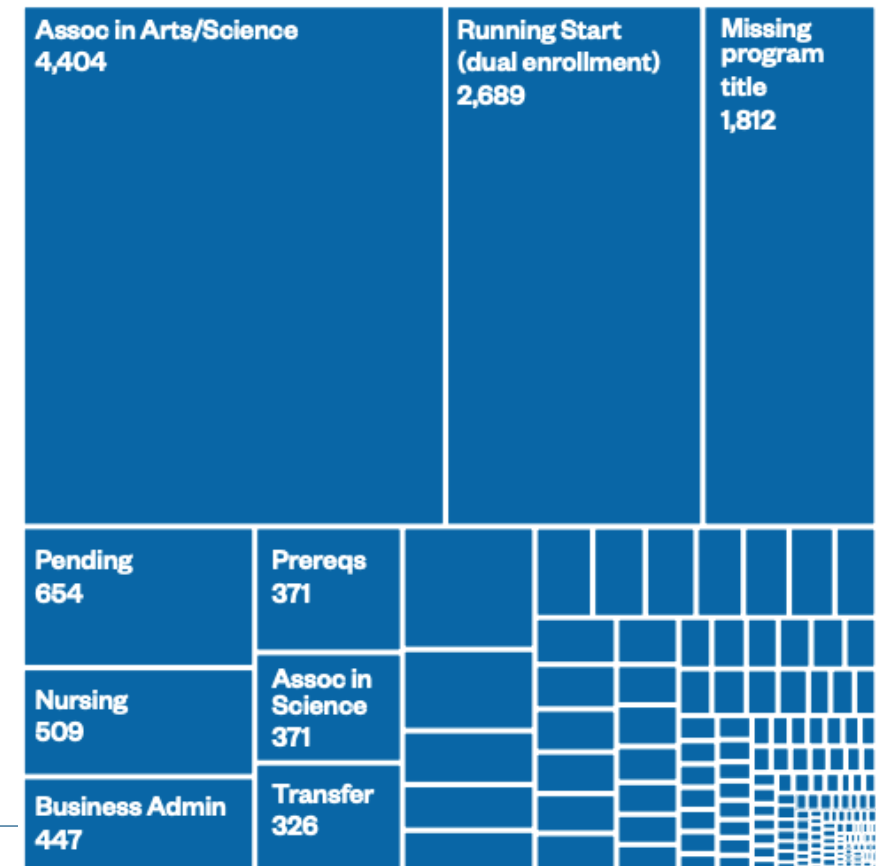 Assoc in Arts/Science
4,404
Running Start
(dual enrollment)
2,689
Missing
program
title
1,812
Pending
654
Nursing
509
Business Admin
447
Prereqs
371
Assoc in
Science
371
Transfer
326